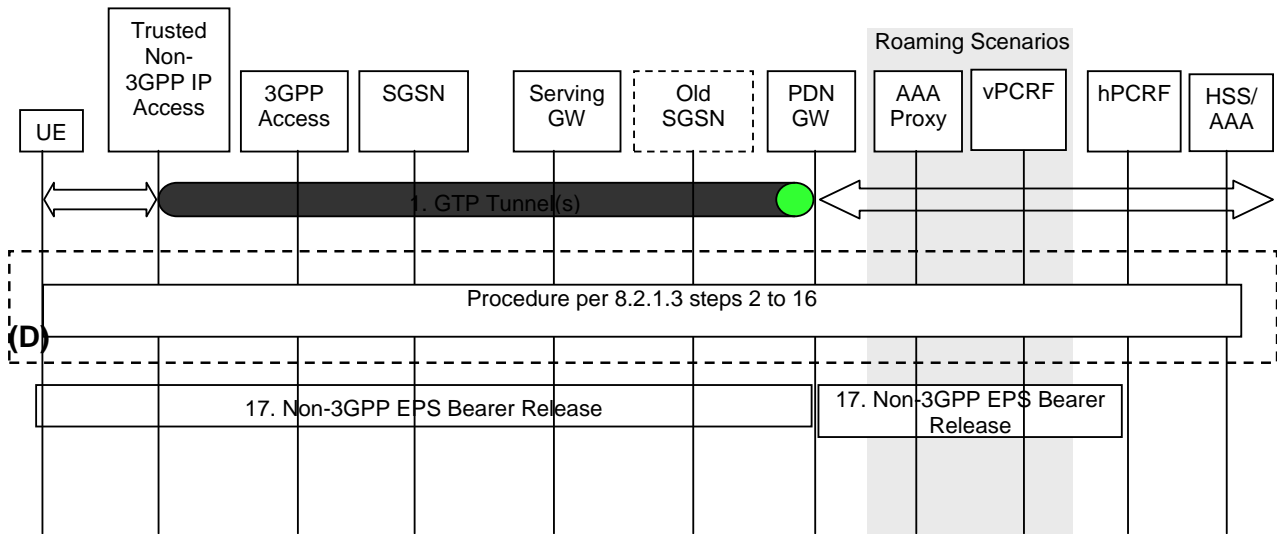 Roaming Scenarios
UE
Trusted
Non-
3GPP IP
Access
3GPP
Access
SGSN
Serving
GW
Old
SGSN
PDN
GW
AAA
Proxy
vPCRF
hPCRF
HSS/
AAA
1. GTP Tunnel(s)
Procedure per 8.2.1.3 steps 2 to 16
(D)
17. Non-3GPP EPS Bearer Release
17. Non-3GPP EPS Bearer
Release